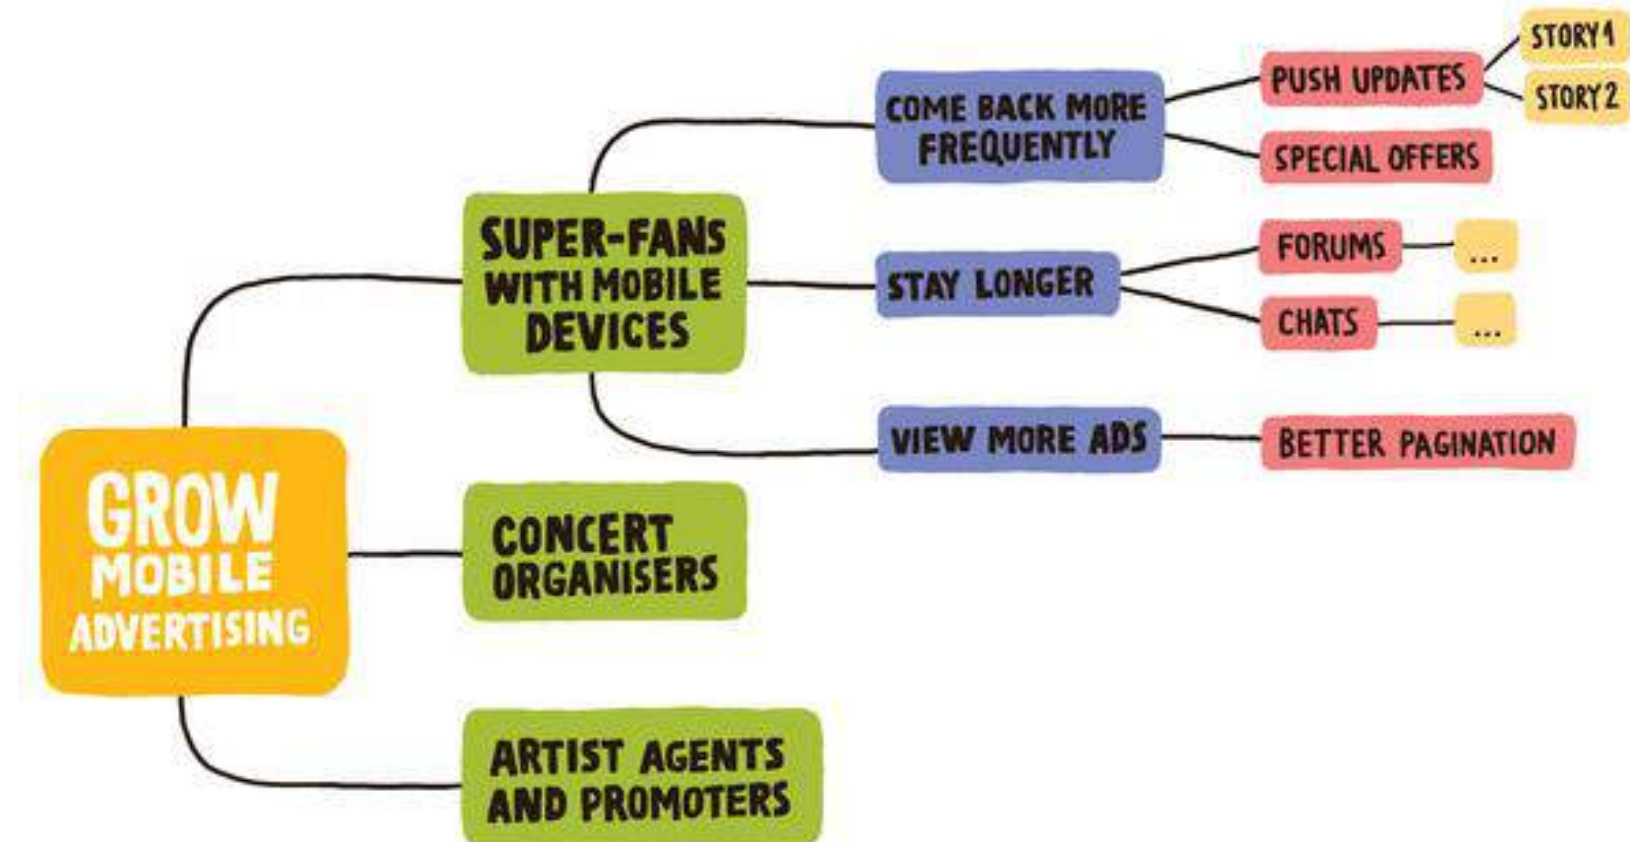 GROW
MOBILE
ADVERTISING
SUPER-FANS
WITH MOBILE
DEVICES
COME BACK MORE
FREQUENTLY
PUSH UPDATES
STORY 1
STORY 2
SPECIAL OFFERS
STAY LONGER
FORUMS
...
CHATS
...
VIEW MORE ADS
BETTER PAGINATION
CONCERT
ORGANISERS
ARTIST AGENTS
AND PROMOTERS